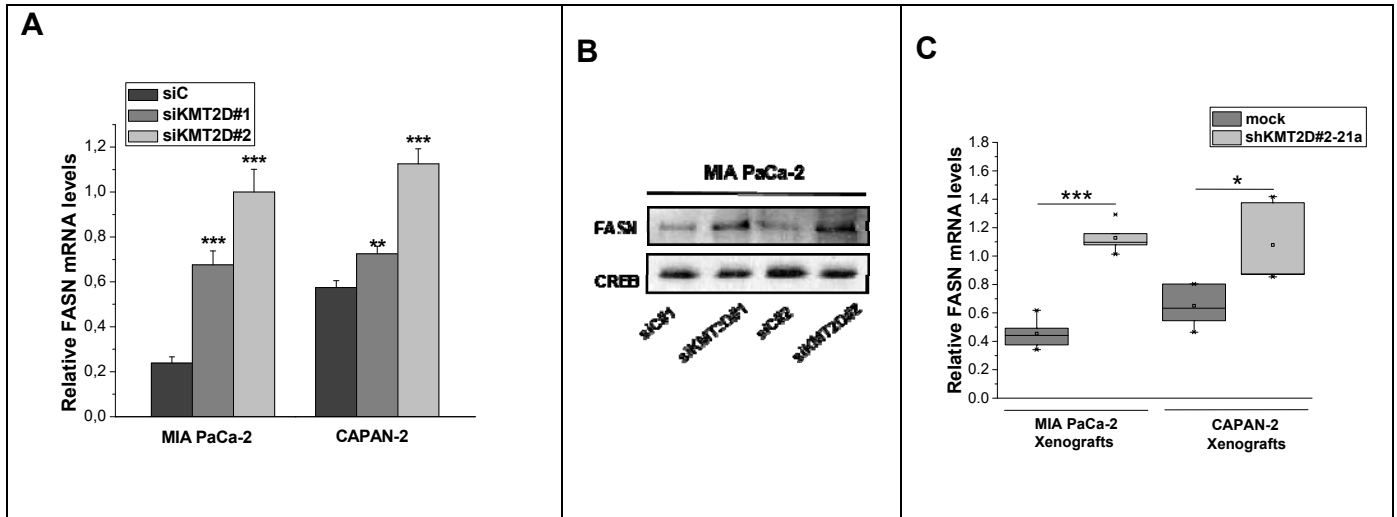 A
siC
siKMT2D#1
siKMT2D#2
Relative FASN mRNA levels
1,2
1,0
0,8
0,6
0,4
0,2
0,0
***
***
**
***
MIA PaCa-2
CAPAN-2
B
MIA PaCa-2
FASN
CREB
siC#1
siKMT2D#1
siC#2
siKMT2D#2
C
mock
shKMT2D#2-21a
Relative FASN mRNA levels
1.8
1.6
1.4
1.2
1.0
0.8
0.6
0.4
0.2
0.0
***
*
MIA PaCa-2
Xenografts
CAPAN-2
Xenografts